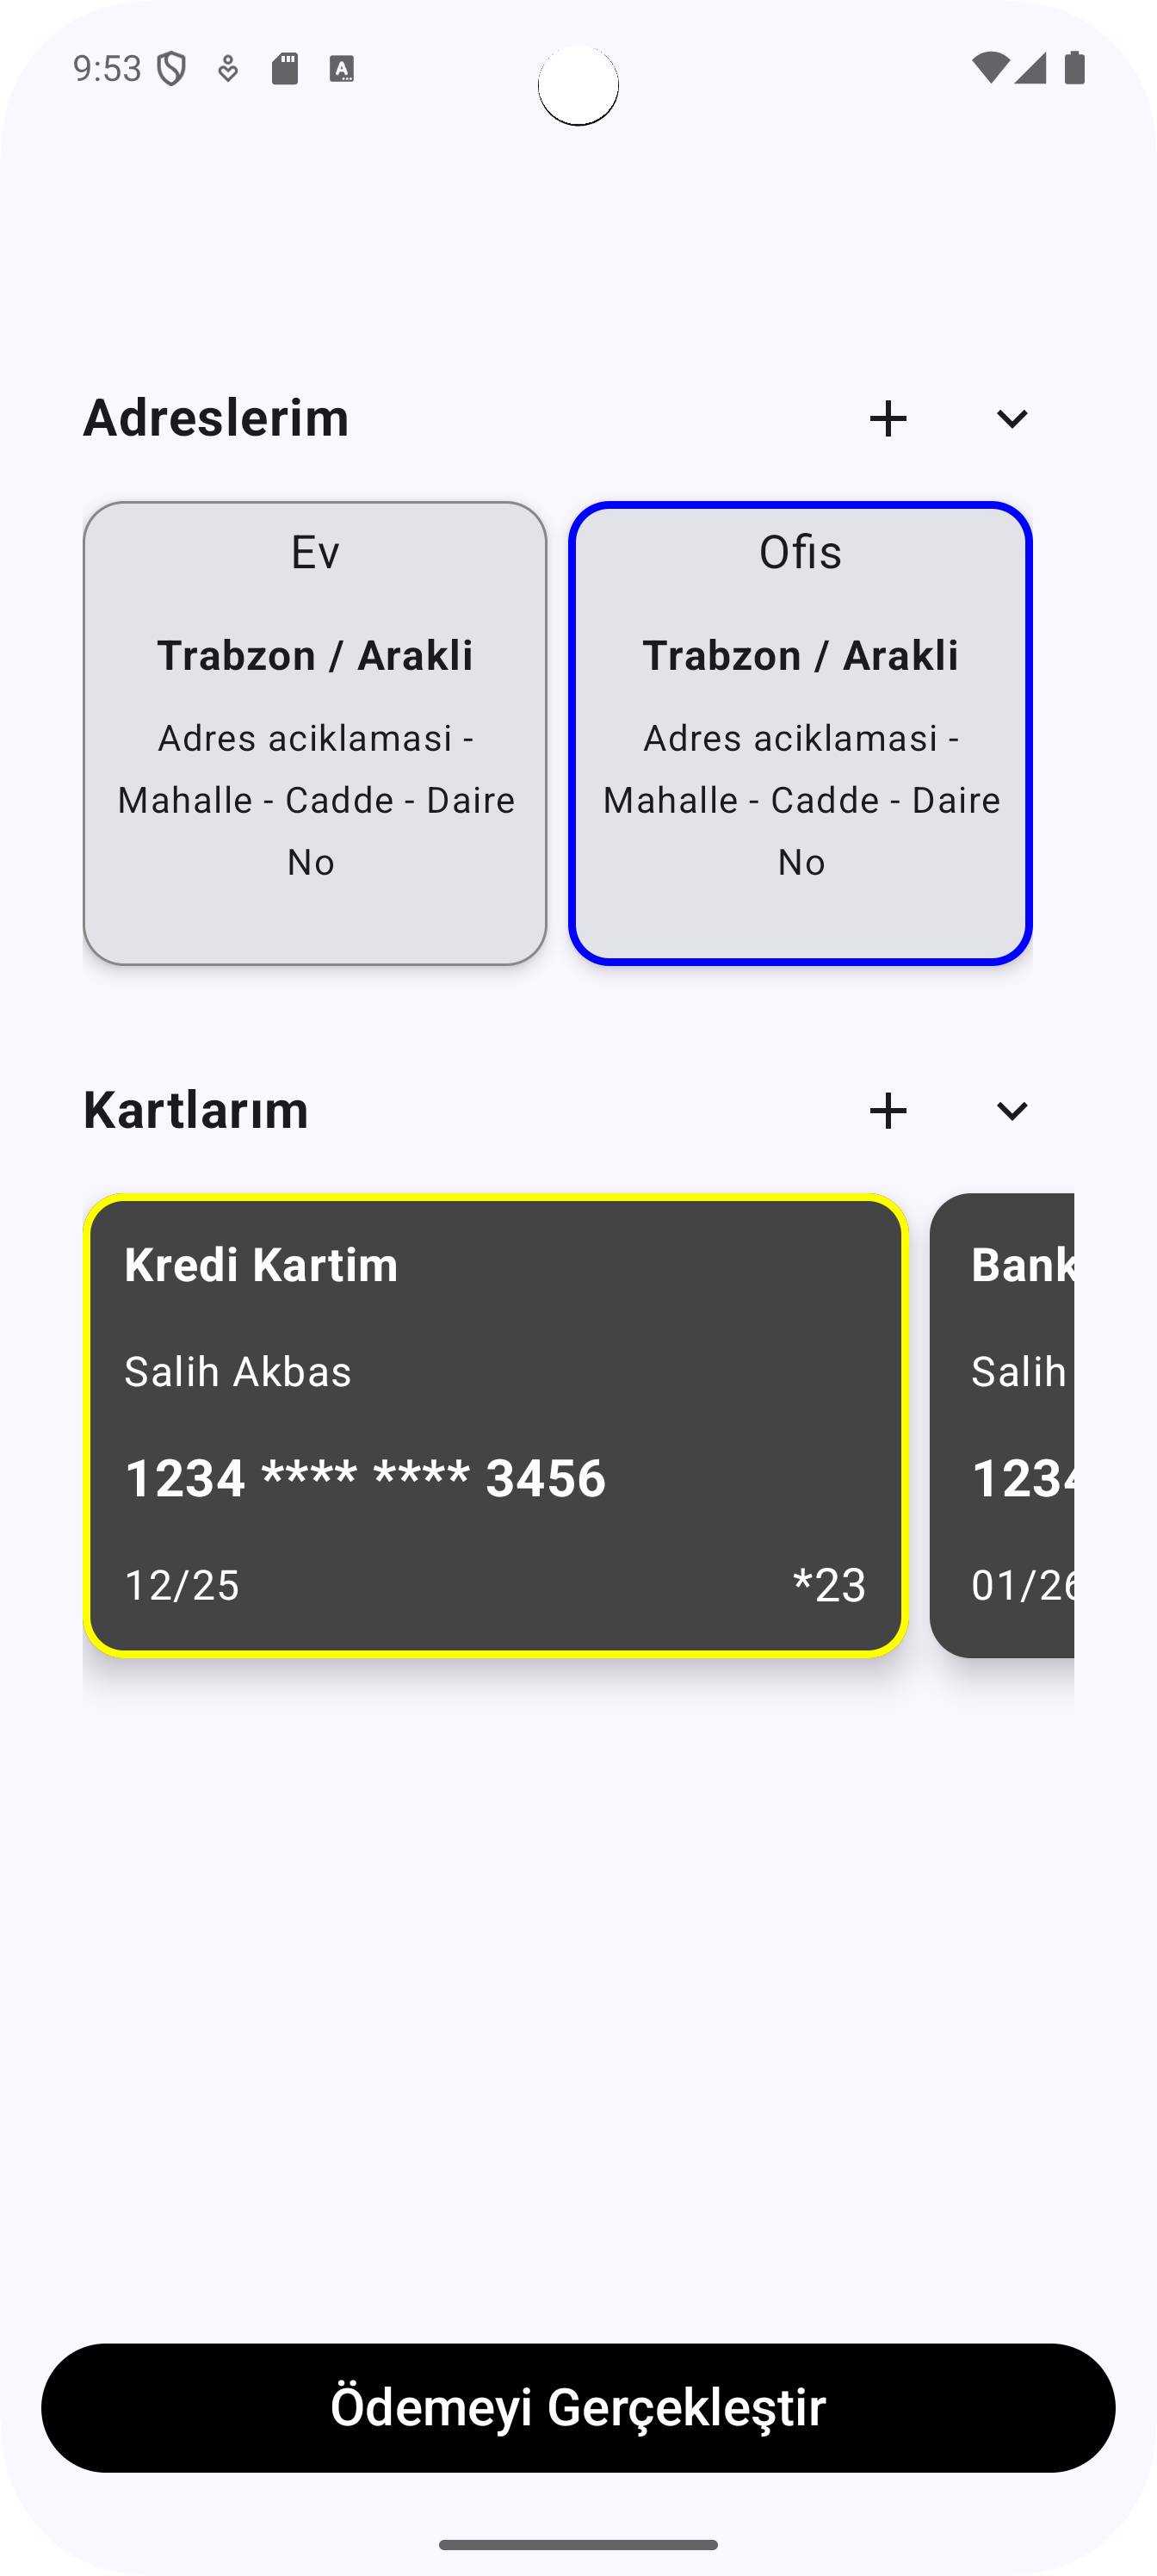 9:53
Adreslerim
Ev
Trabzon / Arakli
Adres aciklamasi -
Mahalle - Cadde - Daire
No
Ofis
Trabzon / Arakli
Adres aciklamasi -
Mahalle - Cadde - Daire
No
Kartlarım
Kredi Kartim
Salih Akbas
1234 **** **** 3456
12/25 *23
Bank
Salih
1234
01/26
Ödemeyi Gerçekleştir